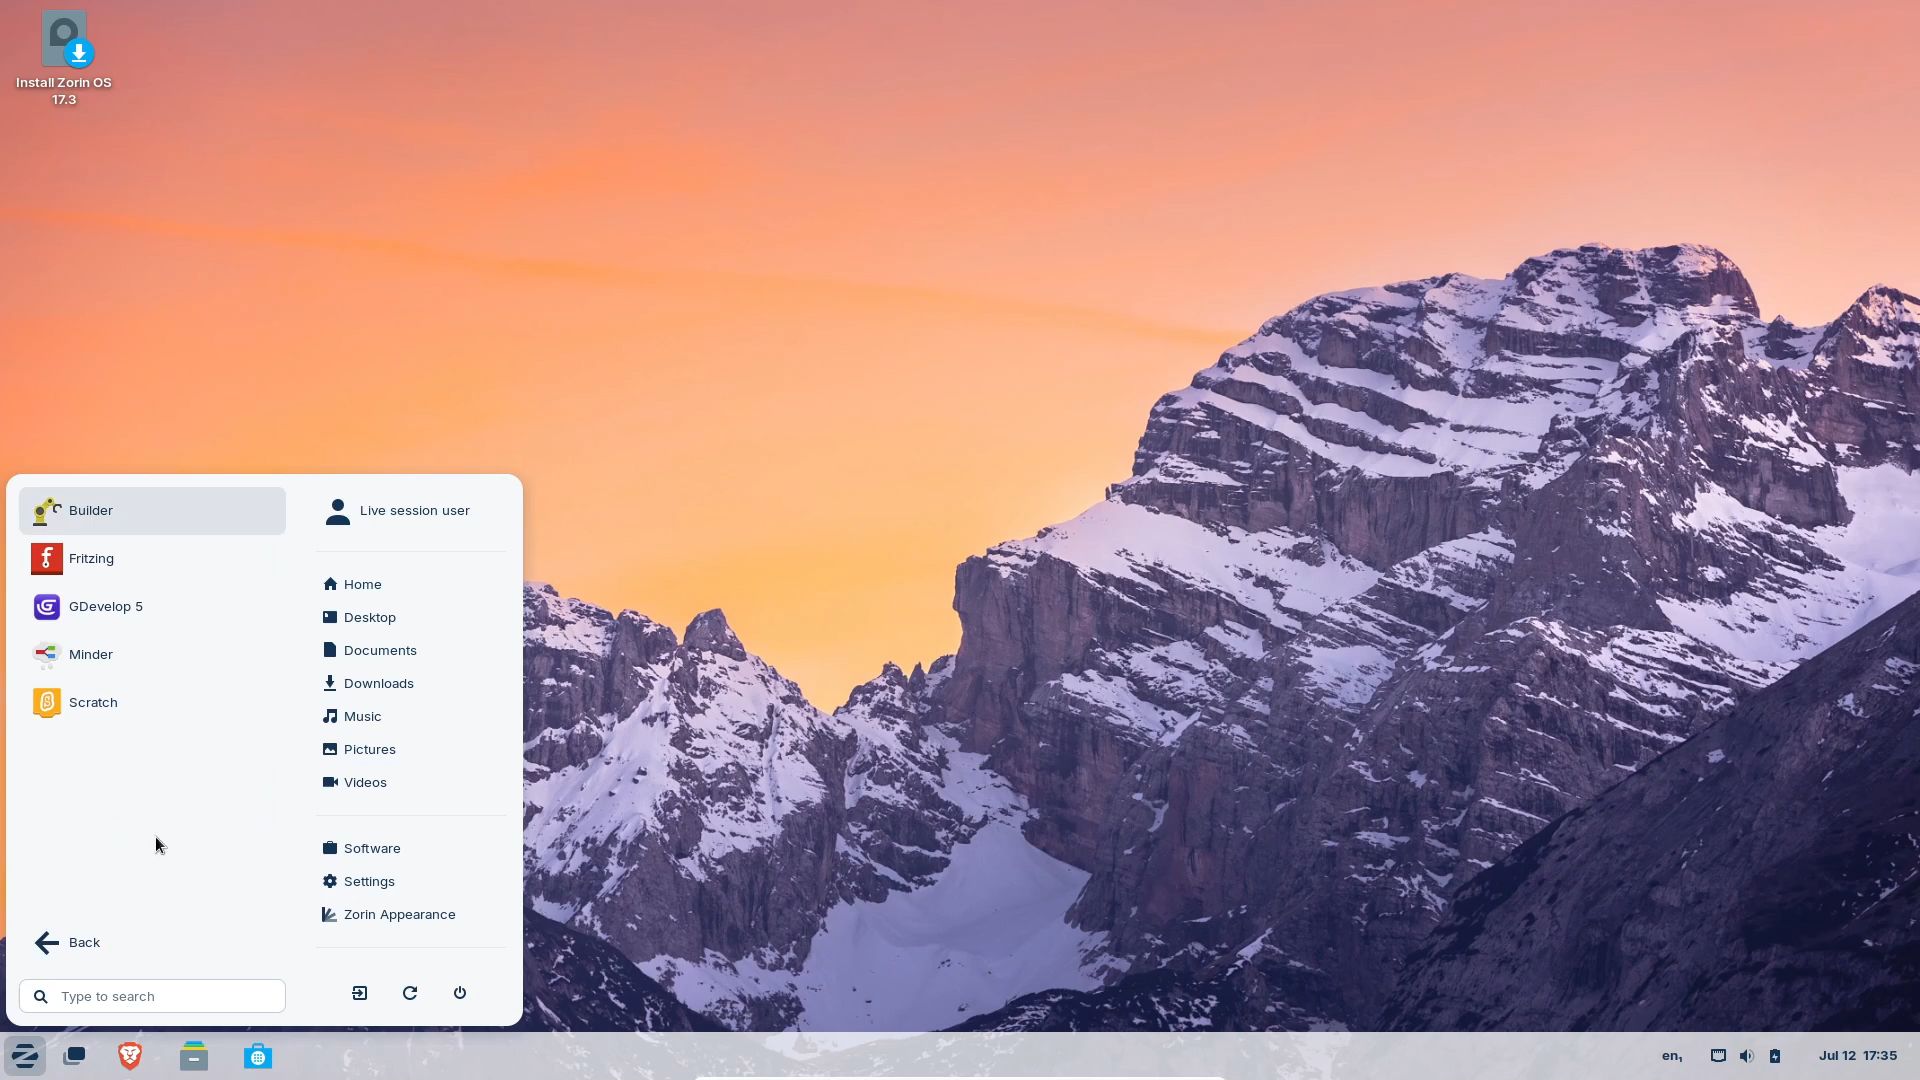 Install Zorin OS
17.3
Builder
Fritzing
GDevelop 5
Minder
Scratch
Back
Type to search
Live session user
Home
Desktop
Documents
Downloads
Music
Pictures
Videos
Software
Settings
Zorin Appearance
en₁
Jul 12 17:35